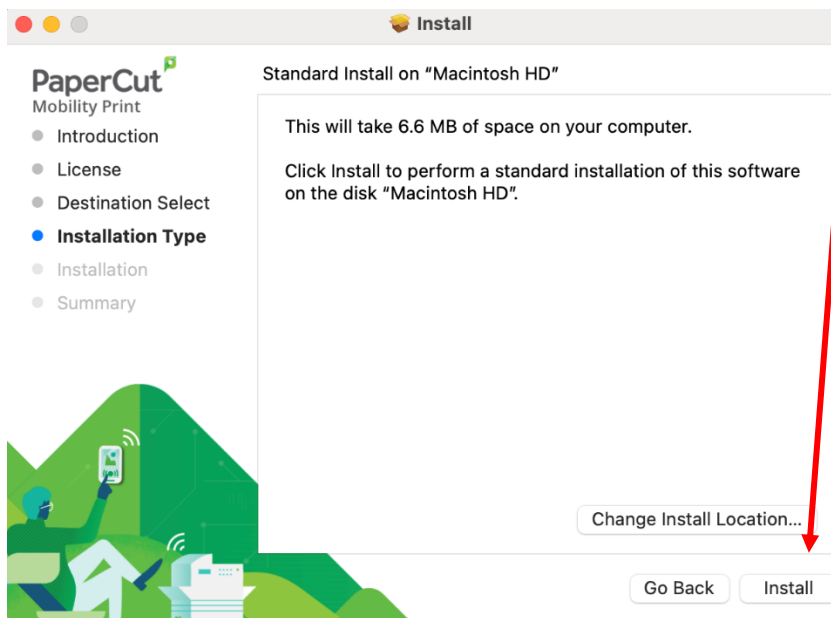 Install
PaperCut
Mobility Print
Introduction
License
Destination Select
Installation Type
Installation
Summary
Standard Install on “Macintosh HD”
This will take 6.6 MB of space on your computer.
Click Install to perform a standard installation of this software
on the disk “Macintosh HD”.
Change Install Location...
Go Back
Install